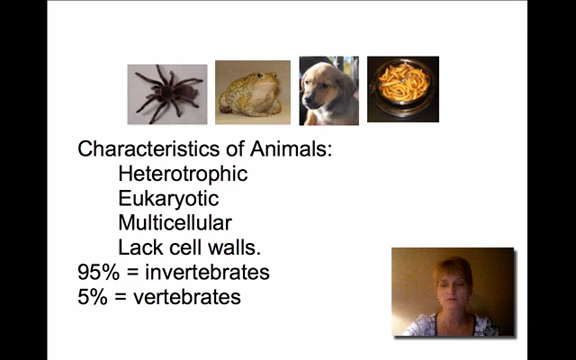 Characteristics of Animals:
Heterotrophic
Eukaryotic
Multicellular
Lack cell walls.
95% = invertebrates
5% = vertebrates